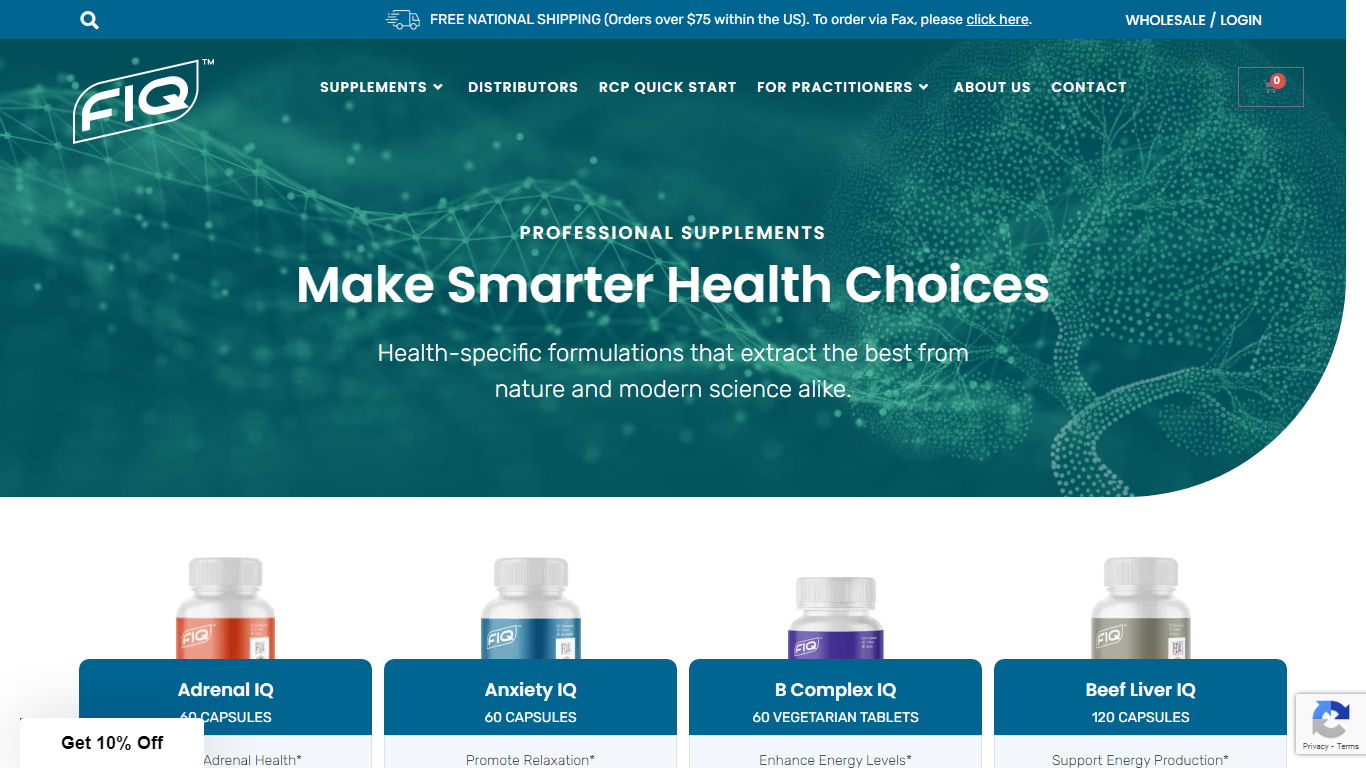 FREE NATIONAL SHIPPING (Orders over $75 within the US). To order via Fax, please click here.
WHOLESALE / LOGIN
FIQ™
SUPPLEMENTS
DISTRIBUTORS
RCP QUICK START
FOR PRACTITIONERS
ABOUT US
CONTACT
0
PROFESSIONAL SUPPLEMENTS
Make Smarter Health Choices
Health-specific formulations that extract the best from
nature and modern science alike.
FIQ
FIQ
FIQ
FIQ
Adrenal IQ
60 CAPSULES
Adrenal Health*
Anxiety IQ
60 CAPSULES
Promote Relaxation*
B Complex IQ
60 VEGETARIAN TABLETS
Enhance Energy Levels*
Beef Liver IQ
120 CAPSULES
Support Energy Production*
Get 10% Off
Privacy - Terms